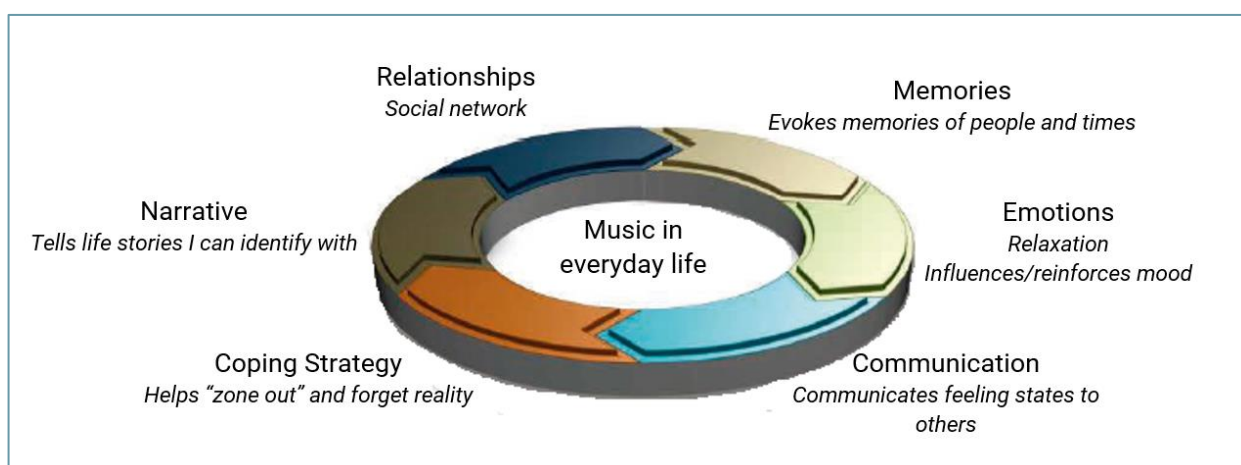 Relationships
Social network
Memories
Evokes memories of people and times
Narrative
Tells life stories I can identify with
Music in
everyday life
Emotions
Relaxation
Influences/reinforces mood
Coping Strategy
Helps “zone out” and forget reality
Communication
Communicates feeling states to
others